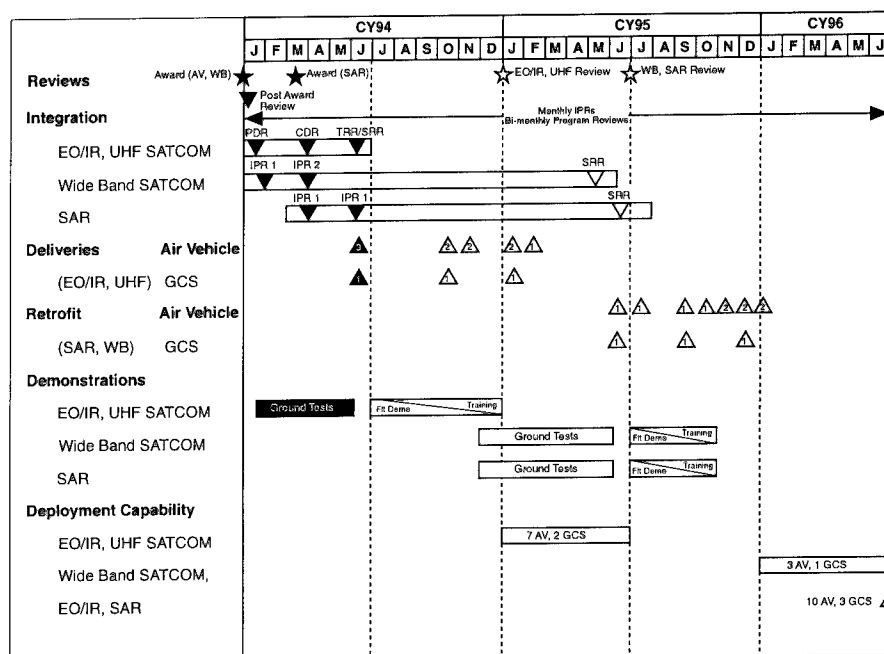 CY94 CY95 CY96
J F M A M J J A S O N D J F M A M J J A S O N D J F M A M J
Reviews
Award (AV, WB) Award (SAR) EO/IR, UHF Review WB, SAR Review
Post Award
Review
Integration
Monthly IPRs
Bi-monthly Program Reviews
PDR CDR TRR/SRR
EO/IR, UHF SATCOM
IPR 1 IPR 2 SRR
Wide Band SATCOM
IPR 1 IPR 1 SRR
SAR
Deliveries Air Vehicle 3 2 2 2 1
(EO/IR, UHF) GCS 1 1 1
Retrofit Air Vehicle 1 1 1 1 2 2 2
(SAR, WB) GCS 1 1 1
Demonstrations
EO/IR, UHF SATCOM Ground Tests Flt Demo Training
Wide Band SATCOM Ground Tests Flt Demo Training
SAR Ground Tests Flt Demo Training
Deployment Capability
EO/IR, UHF SATCOM 7 AV, 2 GCS
Wide Band SATCOM, 3 AV, 1 GCS
EO/IR, SAR 10 AV, 3 GCS